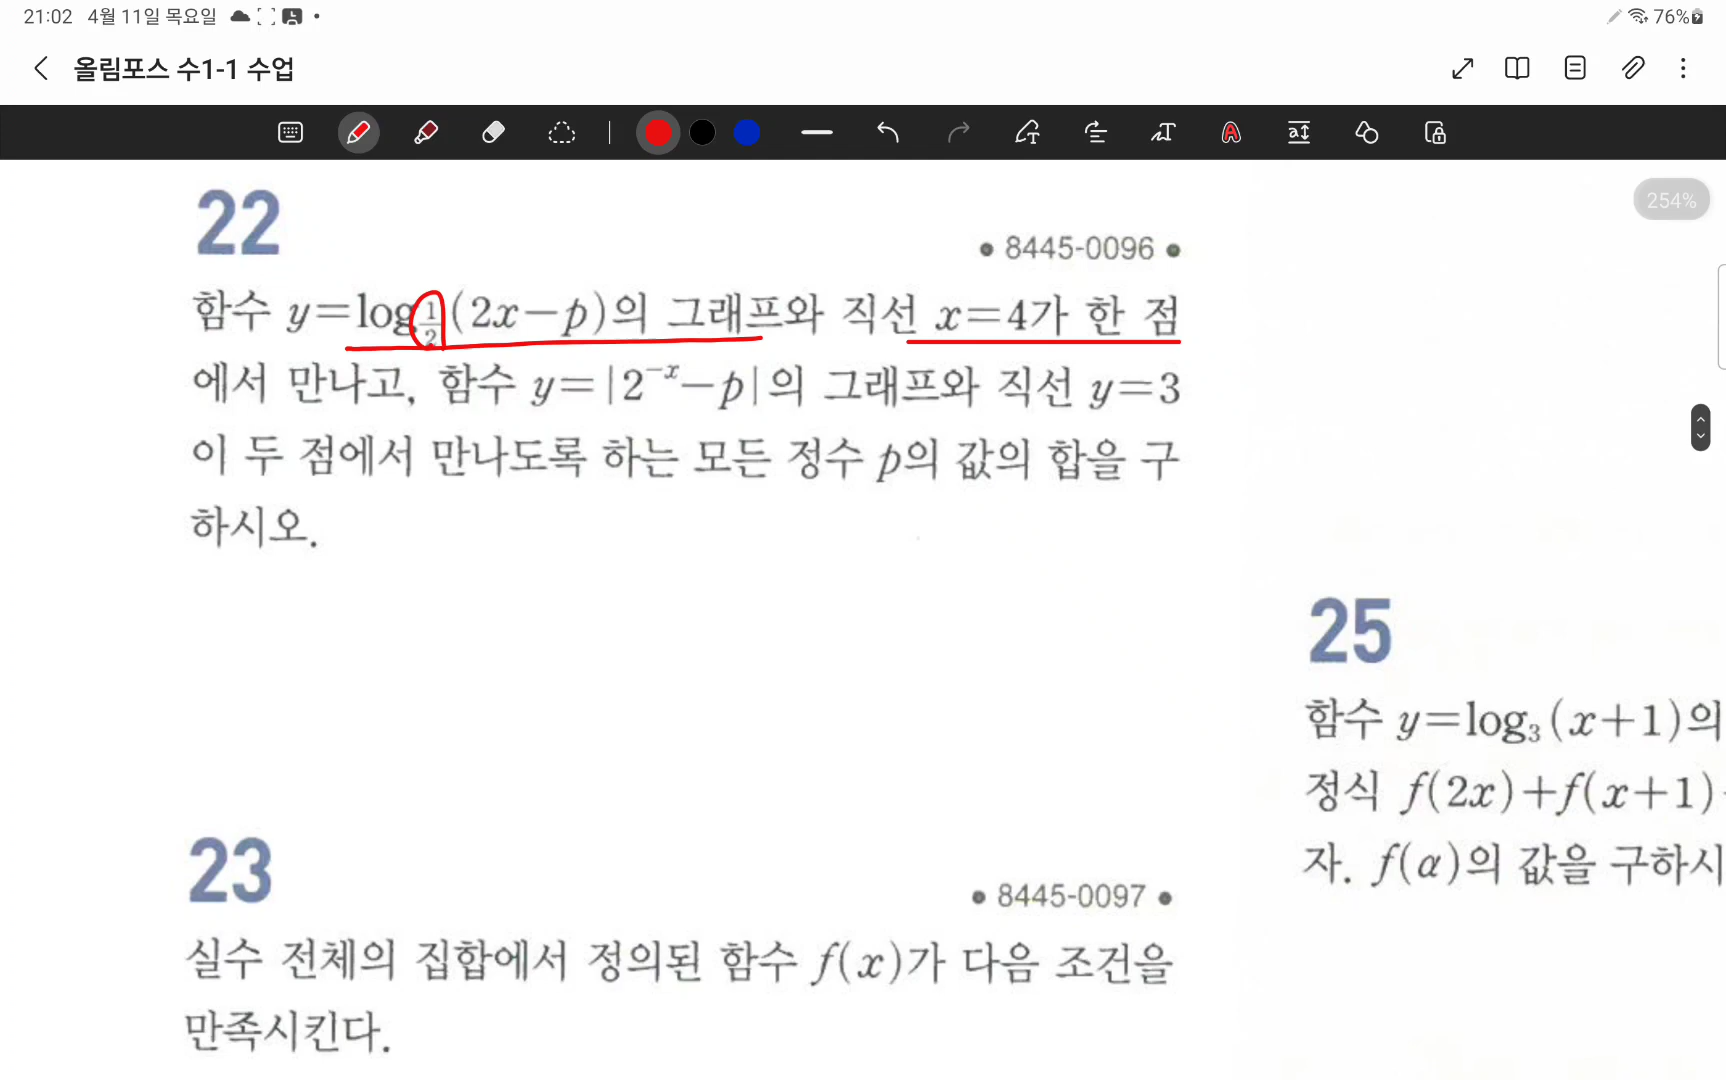 21:02 4월 11일 목요일
76%
올림포스 수1-1 수업
254%
22
• 8445-0096 •
함수 y=log_{1/2}(2x-p)의 그래프와 직선 x=4가 한 점
에서 만나고, 함수 y=|2^{-x}-p|의 그래프와 직선 y=3
이 두 점에서 만나도록 하는 모든 정수 p의 값의 합을 구
하시오.
23
• 8445-0097 •
실수 전체의 집합에서 정의된 함수 f(x)가 다음 조건을
만족시킨다.
25
함수 y=log₃(x+1)의
정식 f(2x)+f(x+1)
자. f(α)의 값을 구하시